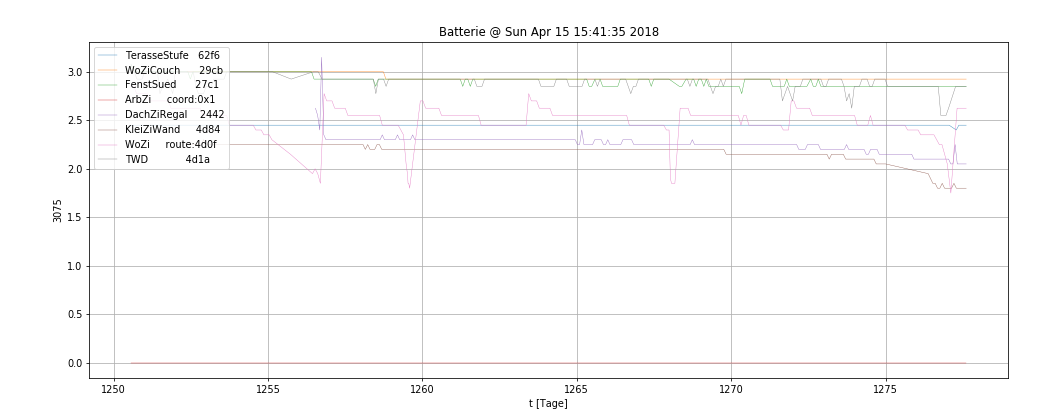 Batterie @ Sun Apr 15 15:41:35 2018
TerasseStufe 62f6
WoZiCouch 29cb
FenstSued 27c1
ArbZi coord:0x1
DachZiRegal 2442
KleiZiWand 4d84
WoZi route:4d0f
TWD 4d1a
3.0
2.5
2.0
1.5
1.0
0.5
0.0
3075
1250 1255 1260 1265 1270 1275
t [Tage]